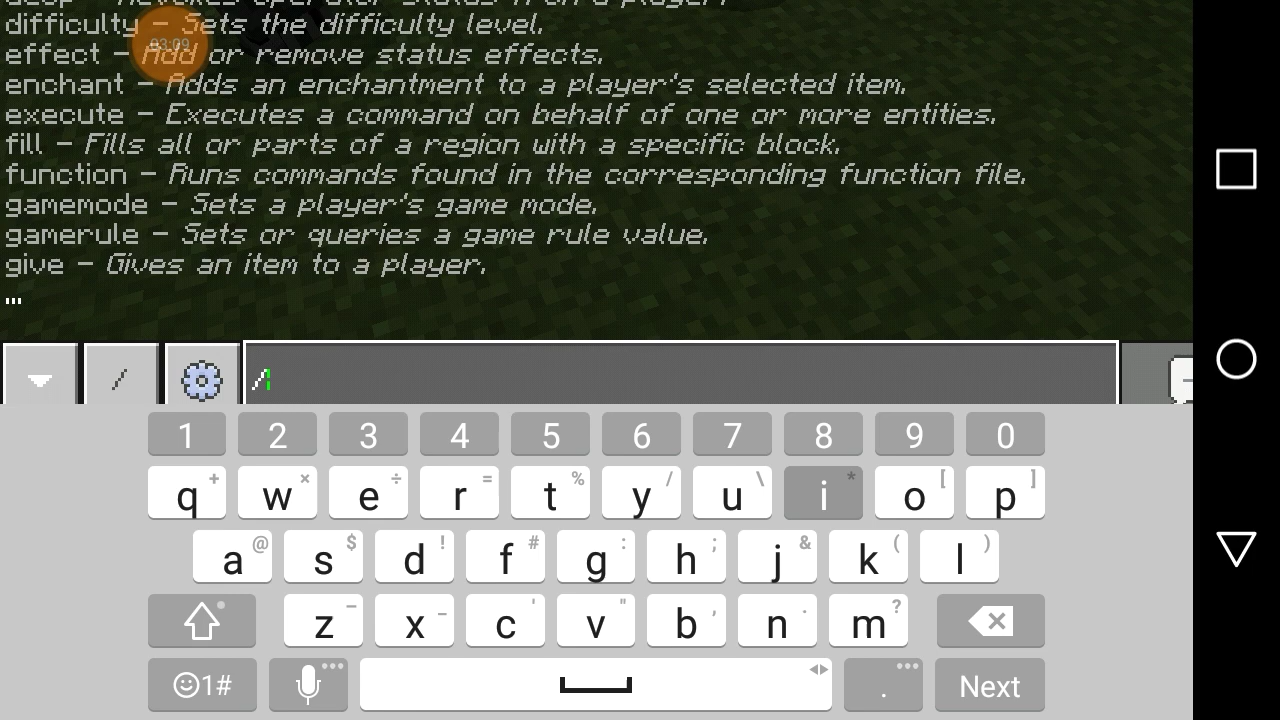 difficulty – Sets the difficulty level.
03:09
effect – Add or remove status effects.
enchant – Adds an enchantment to a player's selected item.
execute – Executes a command on behalf of one or more entities.
fill – Fills all or parts of a region with a specific block.
function – Runs commands found in the corresponding function file.
gamemode – Sets a player's game mode.
gamerule – Sets or queries a game rule value.
give – Gives an item to a player.
...
/ /
1 2 3 4 5 6 7 8 9 0
q + w × e ÷ r = t % y / u \ i * o [ p ]
a @ s $ d ! f # g : h ; j & k ( l )
z – x - c ' v " b , n . m ?
1# ... ... . Next